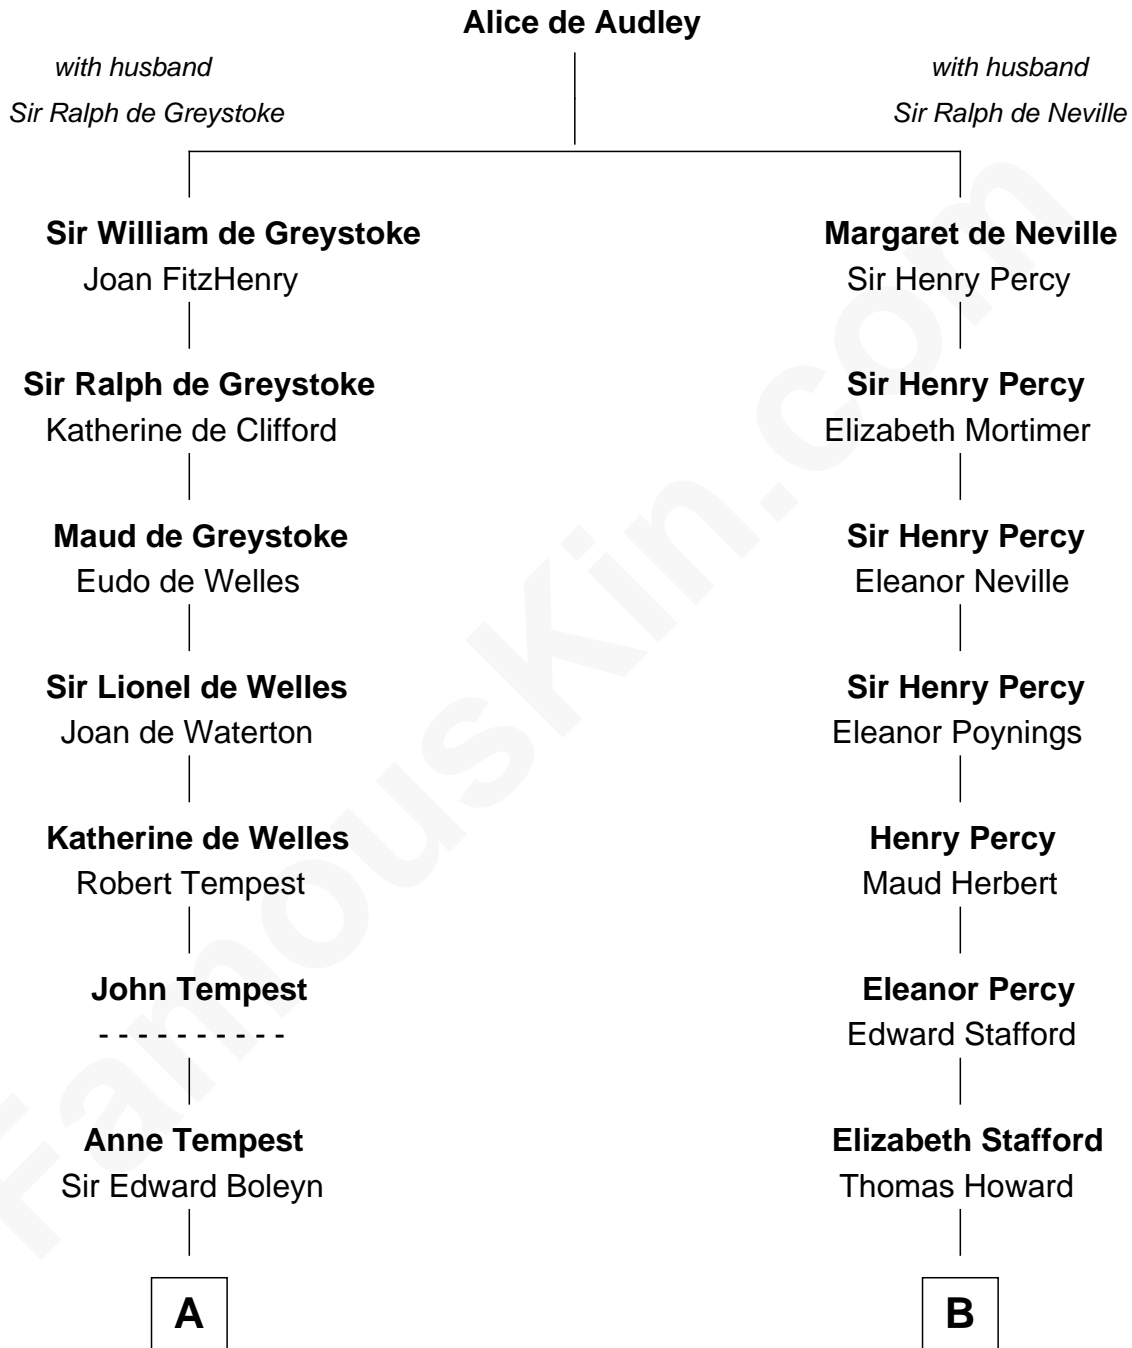 Alice de Audley
with husband
Sir Ralph de Greystoke
with husband
Sir Ralph de Neville
Sir William de Greystoke
Joan FitzHenry
Margaret de Neville
Sir Henry Percy
Sir Ralph de Greystoke
Katherine de Clifford
Sir Henry Percy
Elizabeth Mortimer
Maud de Greystoke
Eudo de Welles
Sir Henry Percy
Eleanor Neville
Sir Lionel de Welles
Joan de Waterton
Sir Henry Percy
Eleanor Poynings
Katherine de Welles
Robert Tempest
Henry Percy
Maud Herbert
John Tempest
- - - - - - - - - -
Eleanor Percy
Edward Stafford
Anne Tempest
Sir Edward Boleyn
Elizabeth Stafford
Thomas Howard
A
B
FamousKin.com